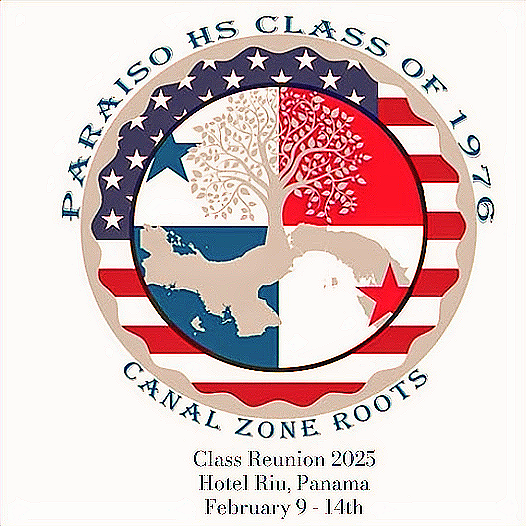 PARAISO HS CLASS OF 1976
CANAL ZONE ROOTS
Class Reunion 2025
Hotel Riu, Panama
February 9 - 14th